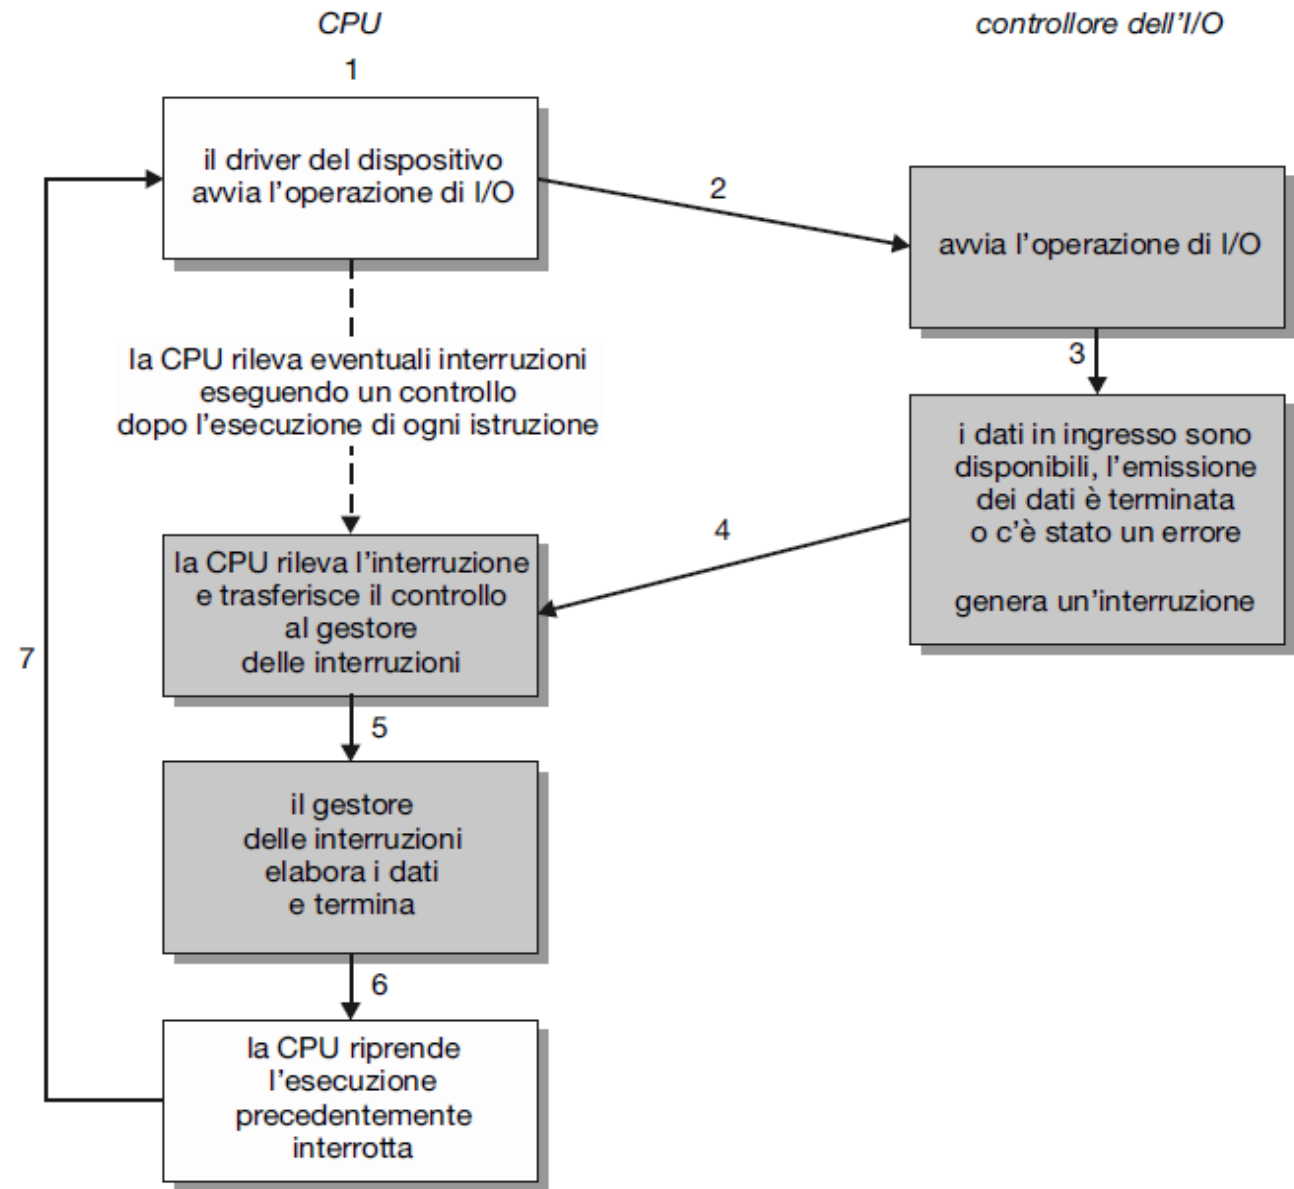 CPU
controllore dell'I/O
1
il driver del dispositivo
avvia l'operazione di I/O
2
avvia l'operazione di I/O
3
la CPU rileva eventuali interruzioni
eseguendo un controllo
dopo l'esecuzione di ogni istruzione
i dati in ingresso sono
disponibili, l'emissione
dei dati è terminata
o c'è stato un errore
genera un'interruzione
4
la CPU rileva l'interruzione
e trasferisce il controllo
al gestore
delle interruzioni
7
5
il gestore
delle interruzioni
elabora i dati
e termina
6
la CPU riprende
l'esecuzione
precedentemente
interrotta